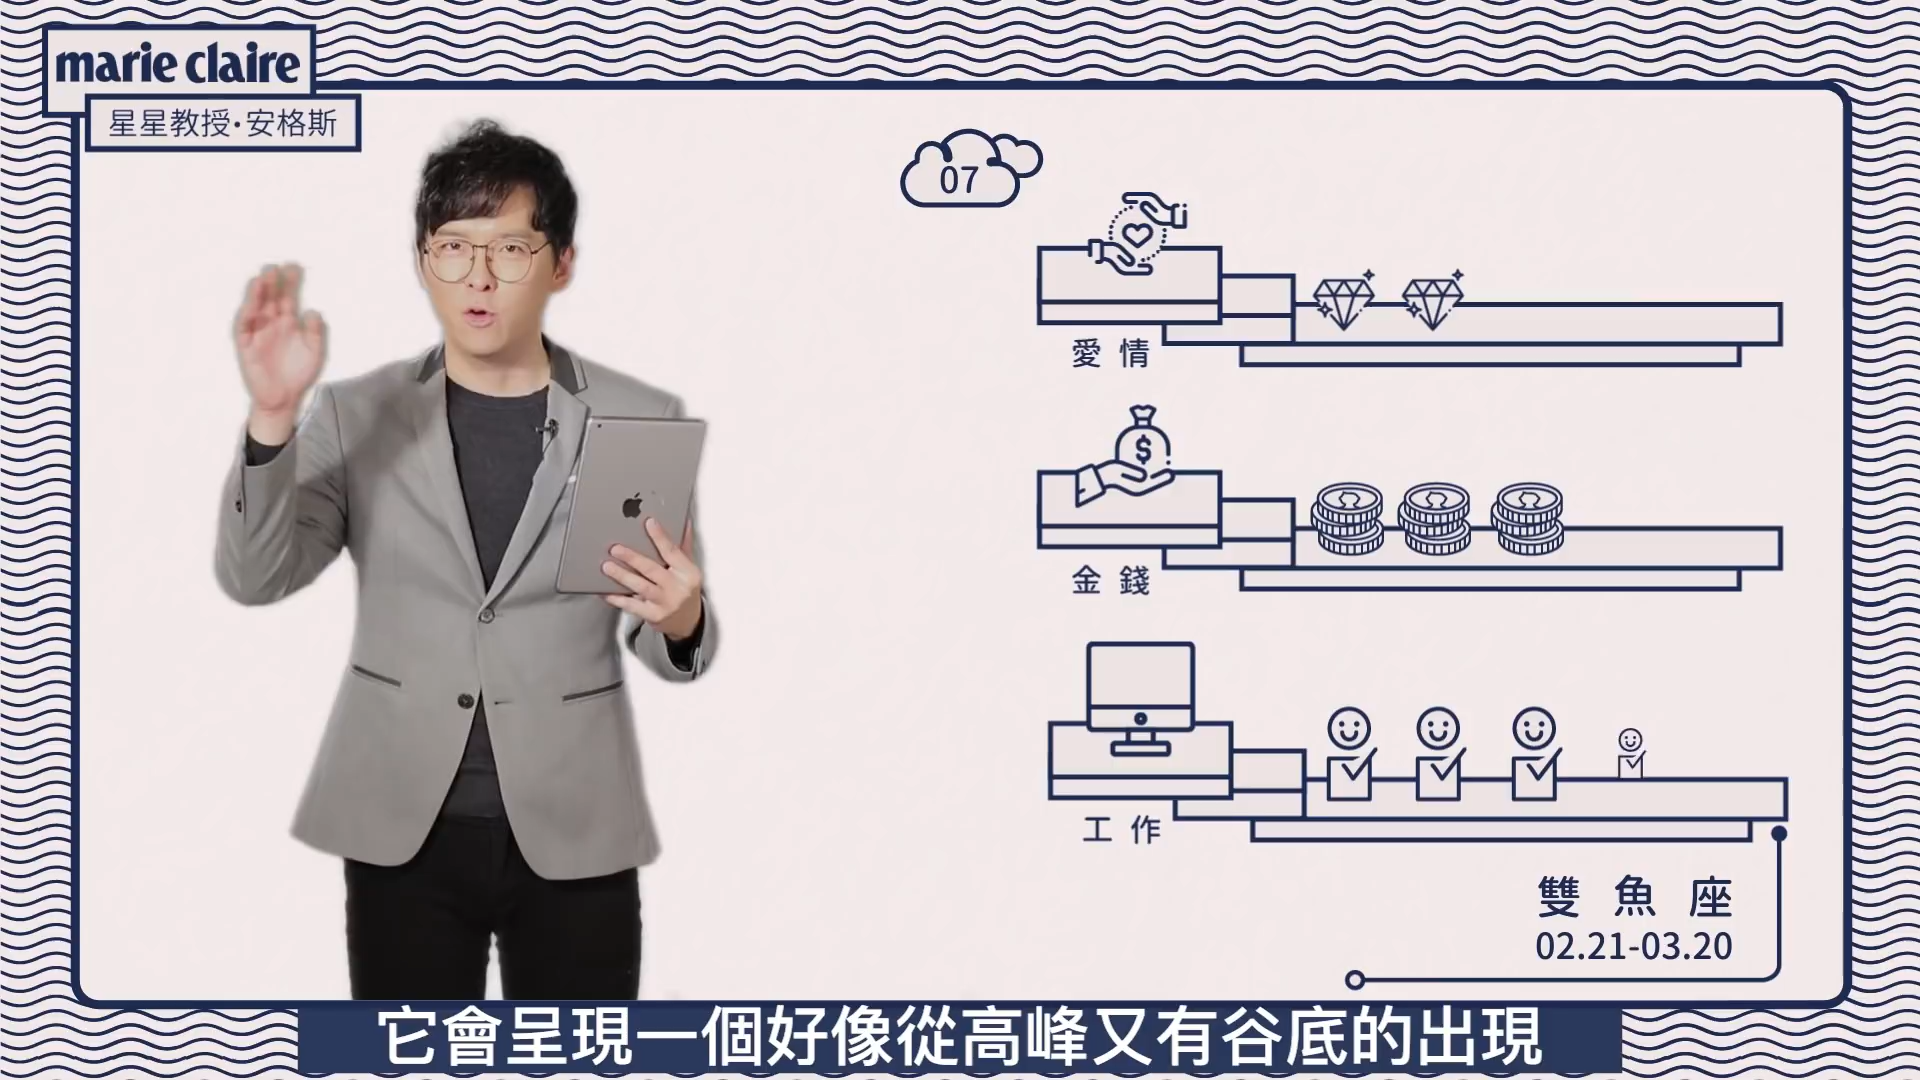 marie claire
星星教授•安格斯
07
愛情
$
金錢
工作
雙魚座
02.21-03.20
它會呈現一個好像從高峰又有谷底的出現